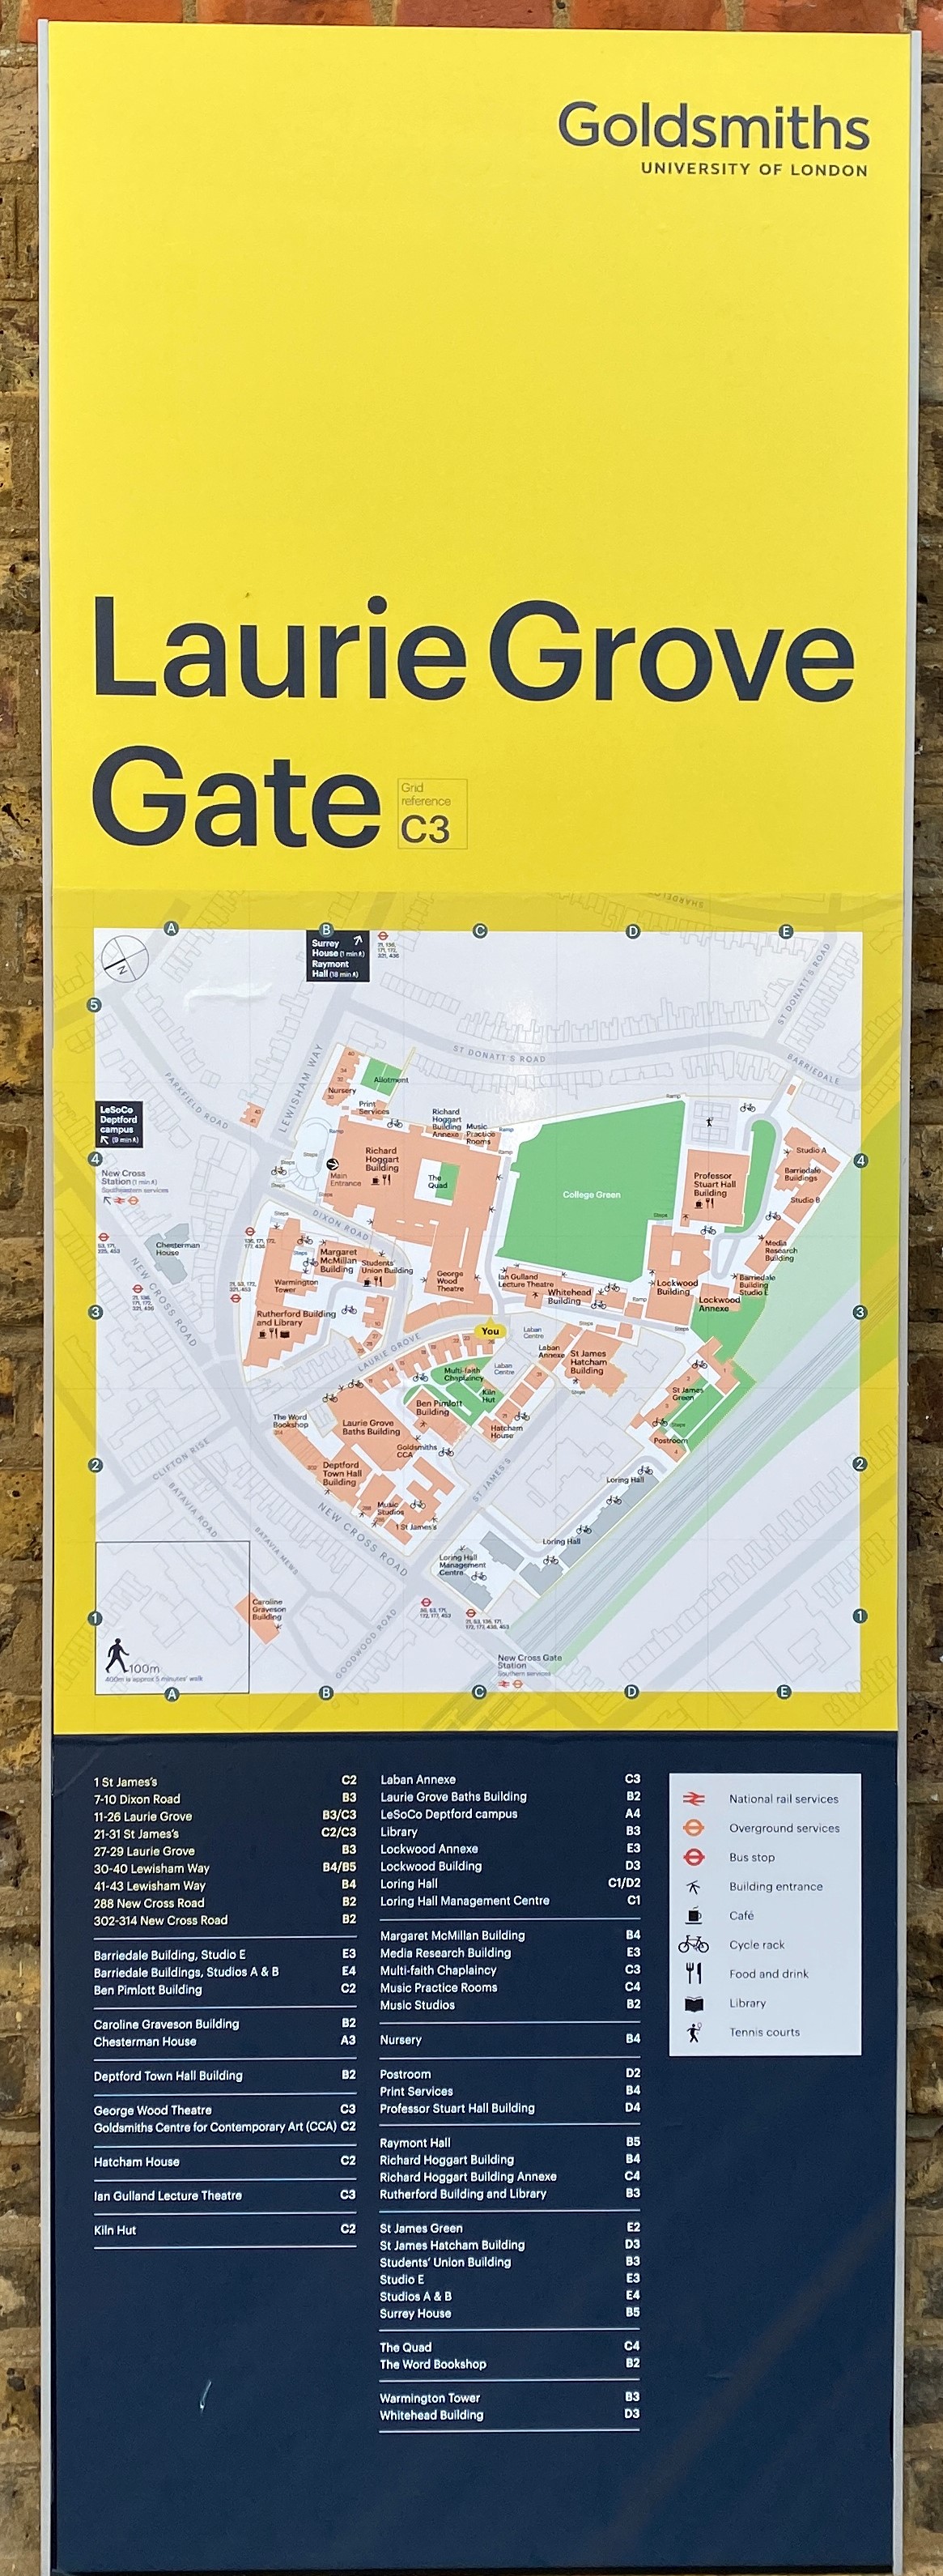 Goldsmiths
UNIVERSITY OF LONDON
Laurie Grove
Gate
Grid
reference
C3
A
B
C
D
E
5
4
3
2
1
4
3
2
1
A
B
C
D
E
N
Surrey
House (1 min)
Raymont
Hall (18 min)
ST DONATT'S ROAD
ST DONATT'S ROAD
BARRIEDALE
PARKFIELD ROAD
LEWISHAM WAY
LeSoCo
Deptford
campus
(9 min)
New Cross
Station (1 min)
Southeastern services
Chesterman
House
NEW CROSS ROAD
Allotment
Nursery
Print
Services
Richard
Hoggart
Building
Annexe
Music
Practice
Rooms
Ramp
Ramp
Ramp
Ramp
Richard
Hoggart
Building
Main
Entrance
Steps
Steps
Steps
The
Quad
College Green
Professor
Stuart Hall
Building
Studio A
Barriedale
Buildings
Studio B
Media
Research
Building
Barriedale
Building
Lockwood
Building
Lockwood
Annexe
DIXON ROAD
Margaret
McMillan
Building
Students'
Union Building
Warmington
Tower
Rutherford Building
and Library
George
Wood
Theatre
Ian Gulland
Lecture Theatre
Whitehead
Building
You
LAURIE GROVE
Laban
Centre
Laban
Annexe
Laban
Centre
St James
Hatcham
Building
Multi-faith
Chaplaincy
Kiln
Hut
Ben Pimlott
Building
Hatcham
House
St James
Green
Steps
Postroom
The Word
Bookshop
Laurie Grove
Baths Building
Goldsmiths
CCA
Deptford
Town Hall
Building
Music
Studios
1 St James's
ST JAMES'S
Loring Hall
Loring Hall
Loring Hall
Management
Centre
CLIFTON RISE
BATAVIA ROAD
BATAVIA MEWS
NEW CROSS ROAD
GOODWOOD ROAD
Caroline
Graveson
Building
New Cross Gate
Station
Southern services
100m
400m is approx 5 minutes' walk
1 St James's C2
7-10 Dixon Road B3
11-26 Laurie Grove B3/C3
21-31 St James's C2/C3
27-29 Laurie Grove B3
30-40 Lewisham Way B4/B5
41-43 Lewisham Way B4
288 New Cross Road B2
302-314 New Cross Road B2
Barriedale Building, Studio E E3
Barriedale Buildings, Studios A & B E4
Ben Pimlott Building C2
Caroline Graveson Building B2
Chesterman House A3
Deptford Town Hall Building B2
George Wood Theatre C3
Goldsmiths Centre for Contemporary Art (CCA) C2
Hatcham House C2
Ian Gulland Lecture Theatre C3
Kiln Hut C2
Laban Annexe C3
Laurie Grove Baths Building B2
LeSoCo Deptford campus A4
Library B3
Lockwood Annexe E3
Lockwood Building D3
Loring Hall C1/D2
Loring Hall Management Centre C1
Margaret McMillan Building B4
Media Research Building E3
Multi-faith Chaplaincy C3
Music Practice Rooms C4
Music Studios B2
Nursery B4
Postroom D2
Print Services B4
Professor Stuart Hall Building D4
Raymont Hall B5
Richard Hoggart Building B4
Richard Hoggart Building Annexe C4
Rutherford Building and Library B3
St James Green E2
St James Hatcham Building D3
Students' Union Building B3
Studio E E3
Studios A & B E4
Surrey House B5
The Quad C4
The Word Bookshop B2
Warmington Tower B3
Whitehead Building D3
National rail services
Overground services
Bus stop
Building entrance
Café
Cycle rack
Food and drink
Library
Tennis courts